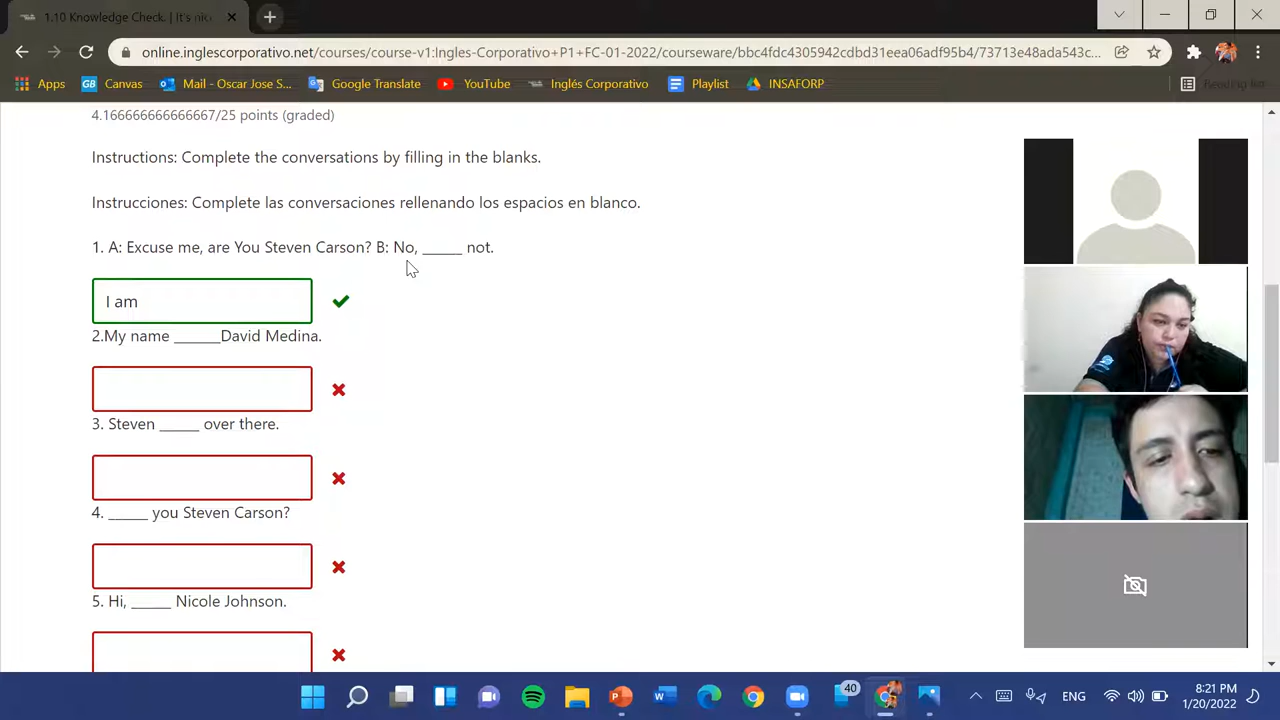 1.10 Knowledge Check. | It's nic
online.inglescorporativo.net/courses/course-v1:Ingles-Corporativo+P1+FC-01-2022/courseware/bbc4fdc4305942cdbd31eea06adf95b4/73713e48ada543c...
Apps Canvas Mail - Oscar Jose S... Google Translate YouTube Inglés Corporativo Playlist INSAFORP Reading list
4.166666666666667/25 points (graded)
Instructions: Complete the conversations by filling in the blanks.
Instrucciones: Complete las conversaciones rellenando los espacios en blanco.
1. A: Excuse me, are You Steven Carson? B: No, _____ not.
I am
2.My name ______David Medina.
3. Steven _____ over there.
4. _____ you Steven Carson?
5. Hi, _____ Nicole Johnson.
40
ENG
8:21 PM
1/20/2022